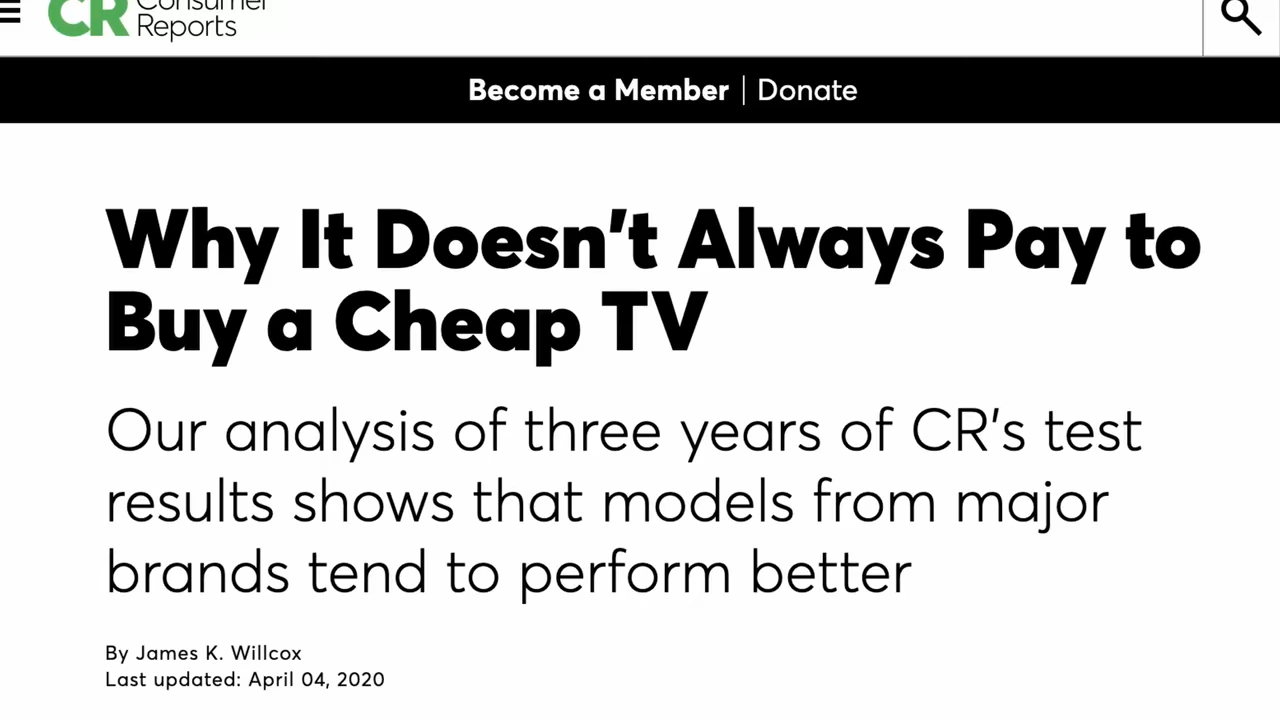 CR Consumer
Reports
Become a Member | Donate
Why It Doesn't Always Pay to
Buy a Cheap TV
Our analysis of three years of CR's test
results shows that models from major
brands tend to perform better
By James K. Willcox
Last updated: April 04, 2020